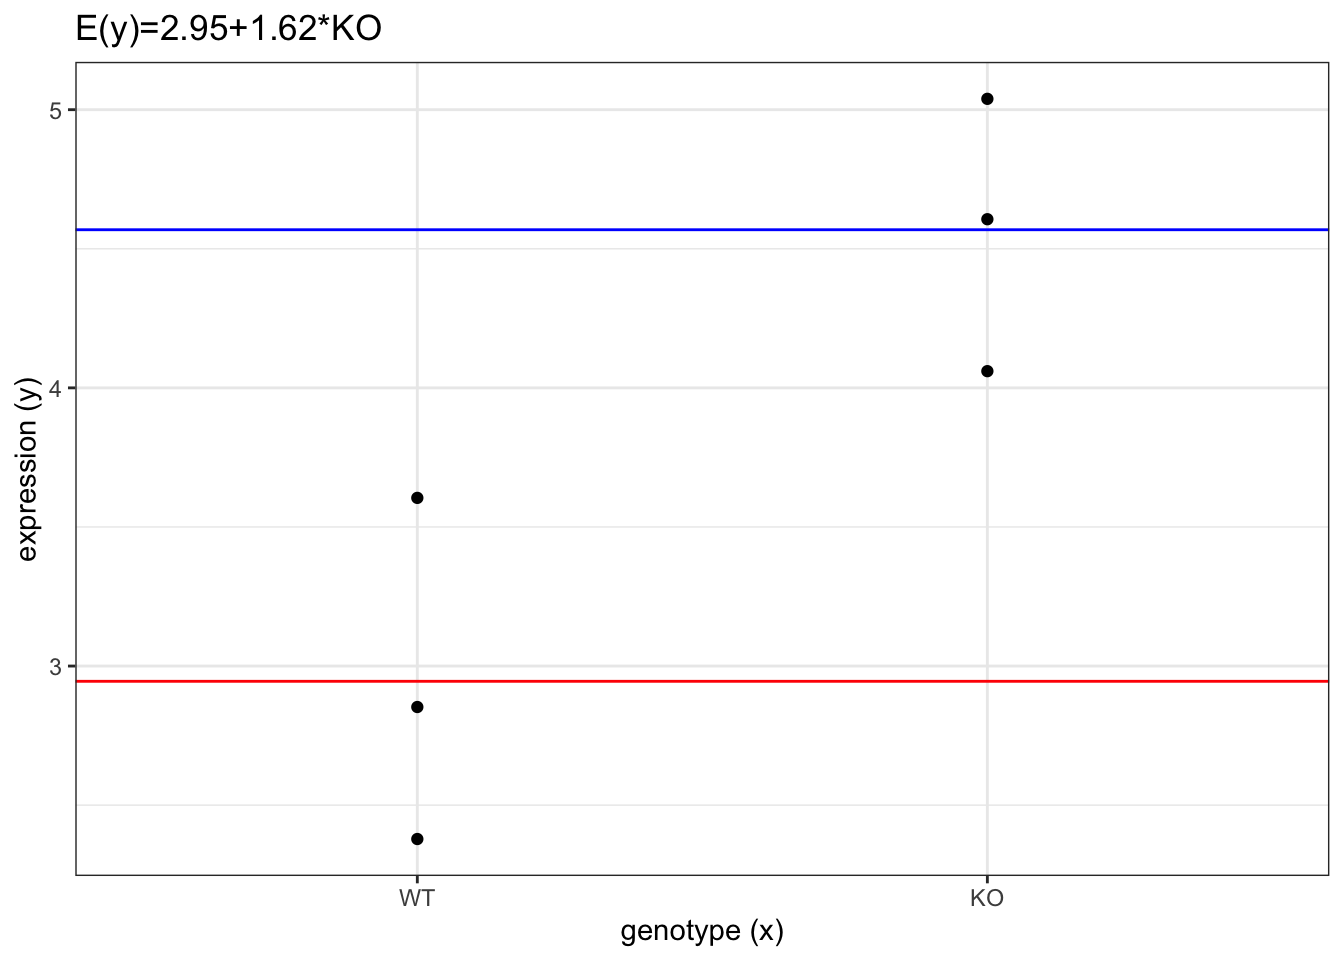 E(y)=2.95+1.62*KO
5
4
3
expression (y)
WT
KO
genotype (x)